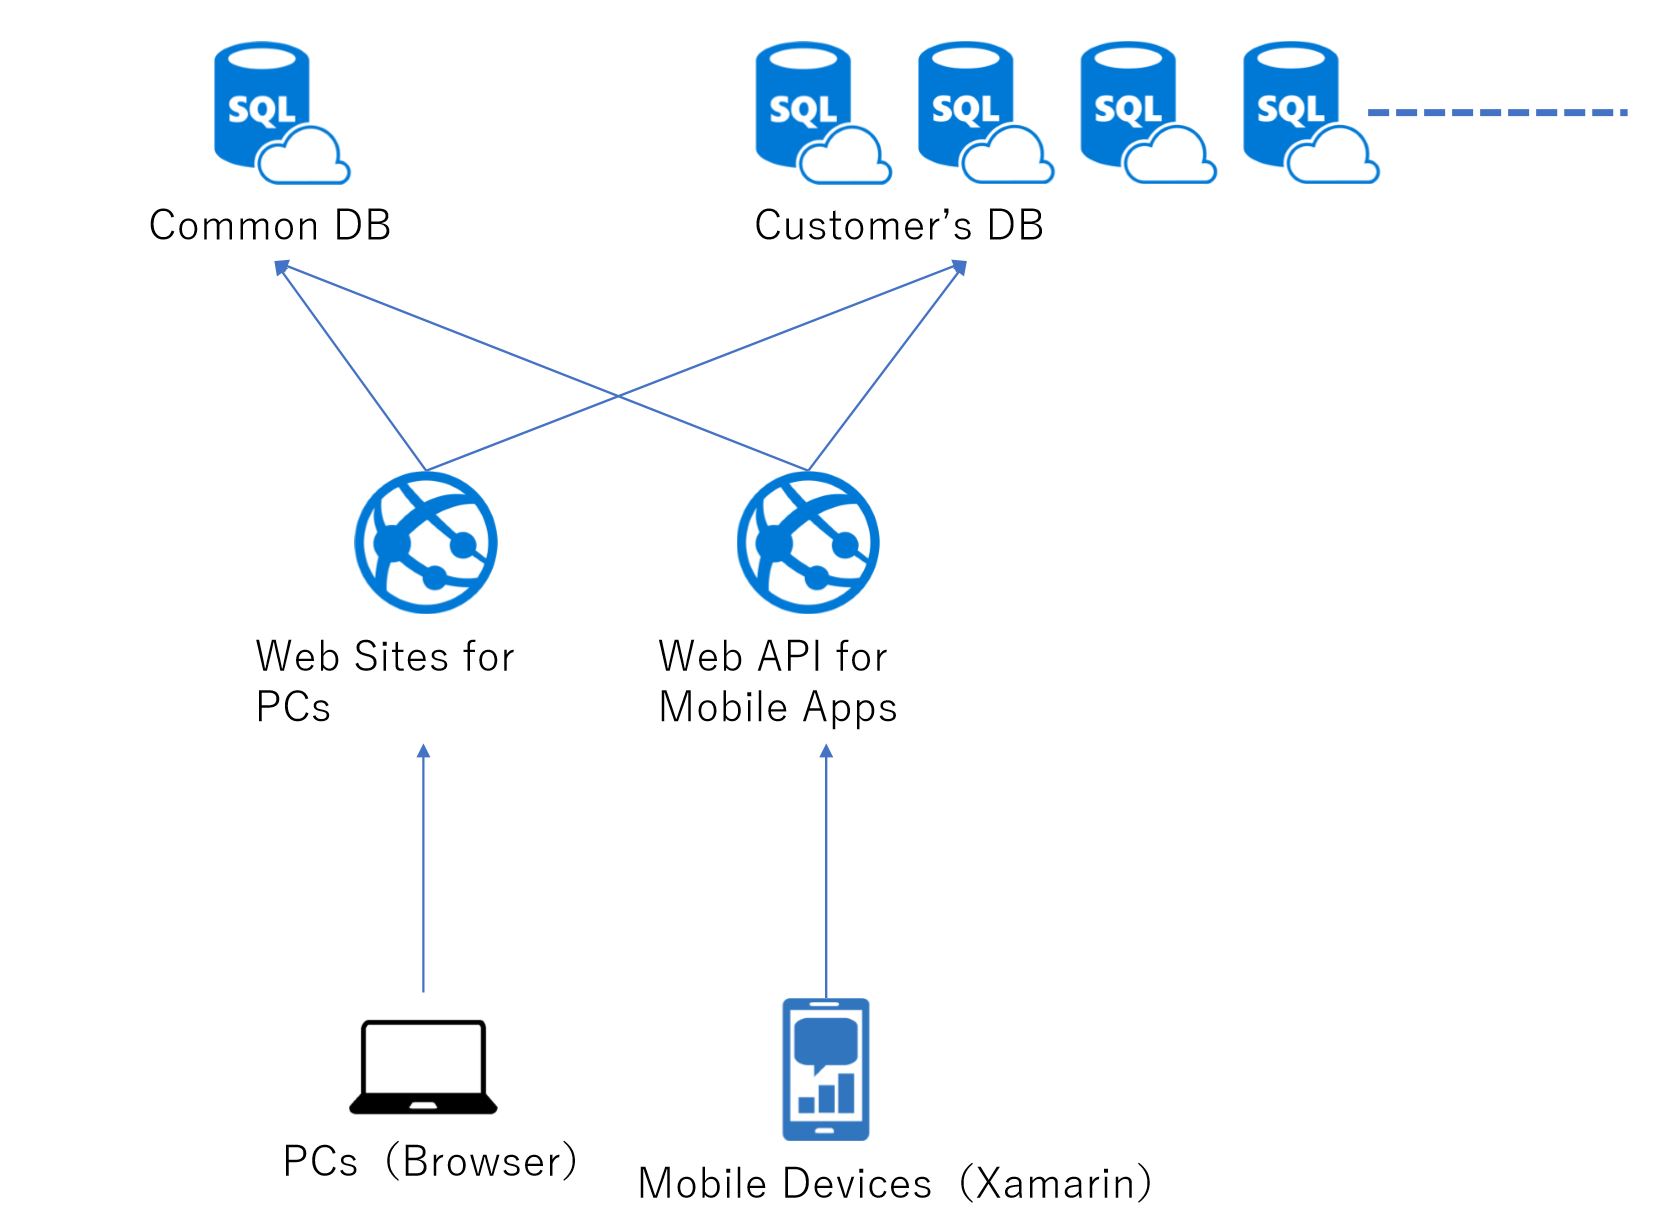 SQL
SQL
SQL
SQL
SQL
Common DB
Customer’s DB
Web Sites for
PCs
Web API for
Mobile Apps
PCs（Browser）
Mobile Devices（Xamarin）